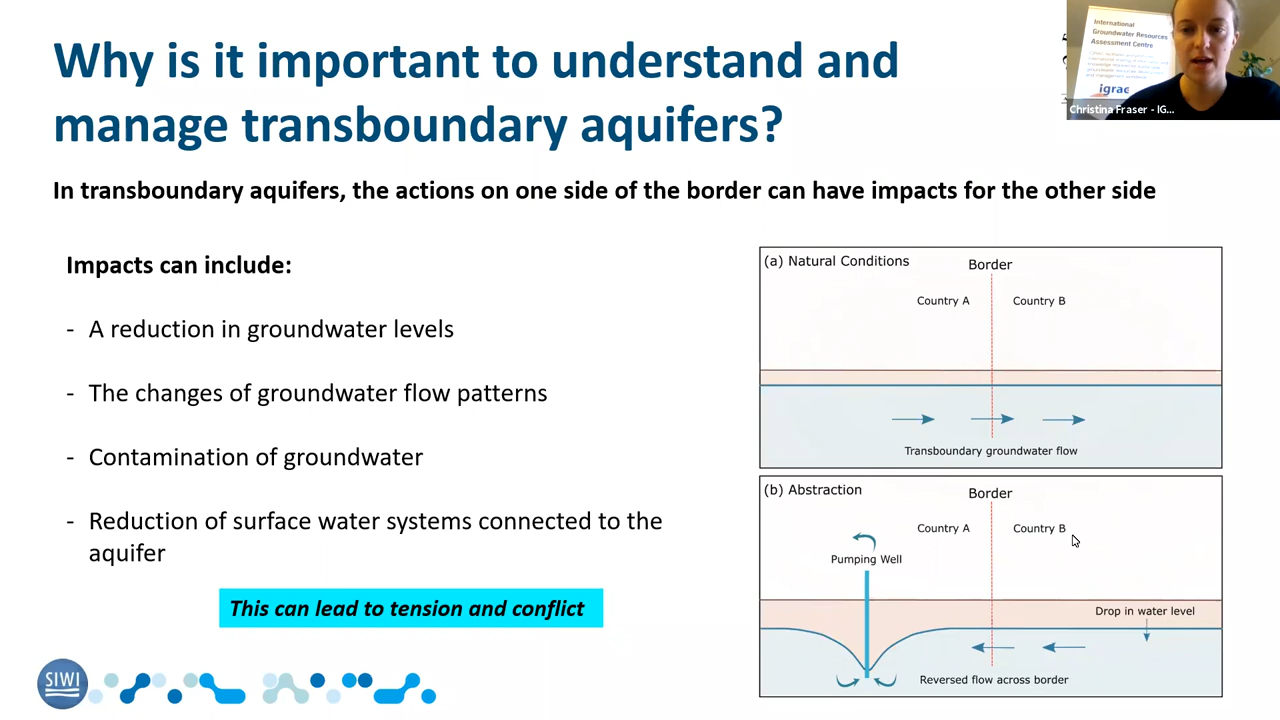 Why is it important to understand and
manage transboundary aquifers?
International
Groundwater Resources
Assessment Centre
igrac
Christina Fraser - IG...
In transboundary aquifers, the actions on one side of the border can have impacts for the other side
Impacts can include:
- A reduction in groundwater levels
- The changes of groundwater flow patterns
- Contamination of groundwater
- Reduction of surface water systems connected to the
aquifer
This can lead to tension and conflict
(a) Natural Conditions
Border
Country A
Country B
Transboundary groundwater flow
(b) Abstraction
Border
Country A
Country B
Pumping Well
Drop in water level
Reversed flow across border
SIWI